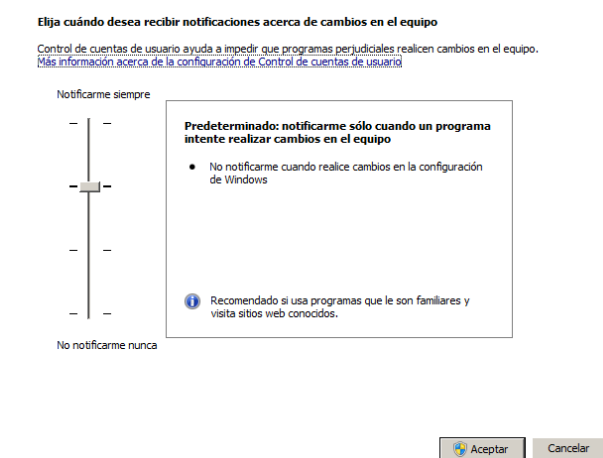 Elija cuándo desea recibir notificaciones acerca de cambios en el equipo
Control de cuentas de usuario ayuda a impedir que programas perjudiciales realicen cambios en el equipo.
Más información acerca de la configuración de Control de cuentas de usuario
Notificarme siempre
Predeterminado: notificarme sólo cuando un programa
intente realizar cambios en el equipo
● No notificarme cuando realice cambios en la configuración
de Windows
Recomendado si usa programas que le son familiares y
visita sitios web conocidos.
No notificarme nunca
Aceptar
Cancelar